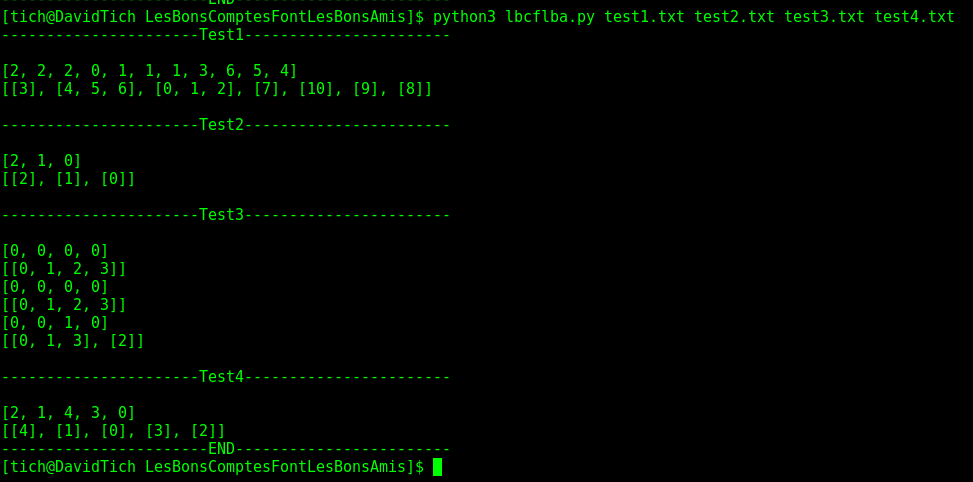 -----------------------END------------------------
[tich@DavidTich LesBonsComptesFontLesBonsAmis]$ python3 lbcflba.py test1.txt test2.txt test3.txt test4.txt
----------------------Test1-----------------------
[2, 2, 2, 0, 1, 1, 1, 3, 6, 5, 4]
[[3], [4, 5, 6], [0, 1, 2], [7], [10], [9], [8]]
----------------------Test2-----------------------
[2, 1, 0]
[[2], [1], [0]]
----------------------Test3-----------------------
[0, 0, 0, 0]
[[0, 1, 2, 3]]
[0, 0, 0, 0]
[[0, 1, 2, 3]]
[0, 0, 1, 0]
[[0, 1, 3], [2]]
----------------------Test4-----------------------
[2, 1, 4, 3, 0]
[[4], [1], [0], [3], [2]]
-----------------------END------------------------
[tich@DavidTich LesBonsComptesFontLesBonsAmis]$